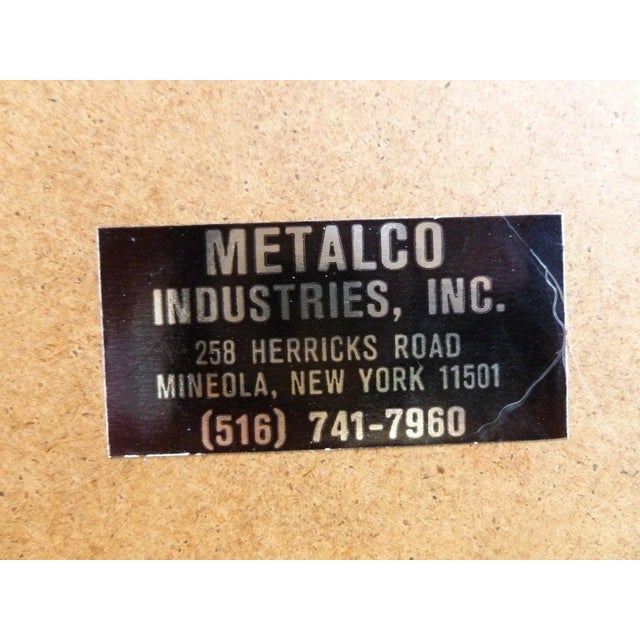 METALCO
INDUSTRIES, INC.
258 HERRICKS ROAD
MINEOLA, NEW YORK 11501
(516) 741-7960